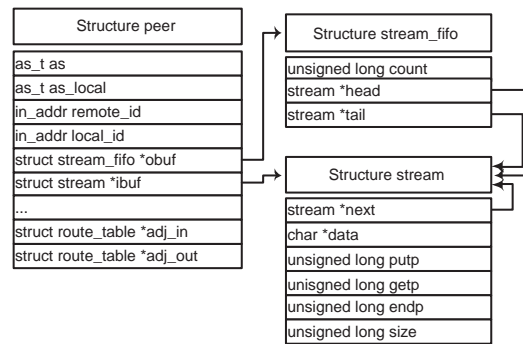 Structure peer
as_t as
as_t as_local
in_addr remote_id
in_addr local_id
struct stream_fifo *obuf
struct stream *ibuf
...
struct route_table *adj_in
struct route_table *adj_out
Structure stream_fifo
unsigned long count
stream *head
stream *tail
Structure stream
stream *next
char *data
unsigned long putp
unisgned long getp
unsigned long endp
unsigned long size